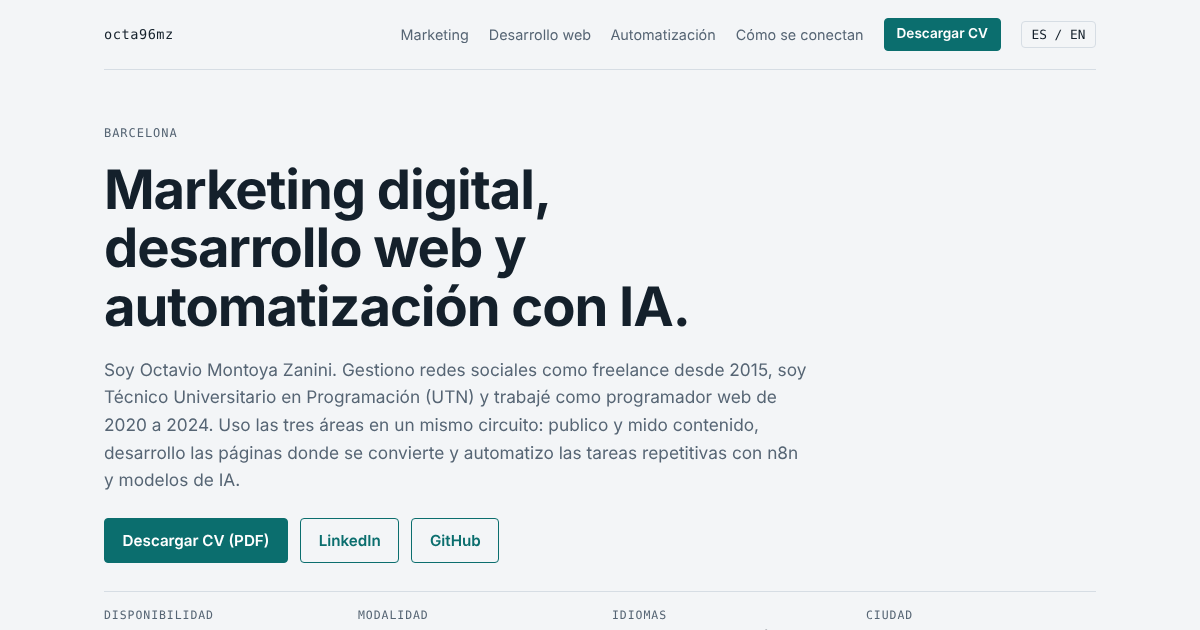 octa96mz
Marketing Desarrollo web Automatización Cómo se conectan Descargar CV ES / EN
BARCELONA
Marketing digital,
desarrollo web y
automatización con IA.
Soy Octavio Montoya Zanini. Gestiono redes sociales como freelance desde 2015, soy
Técnico Universitario en Programación (UTN) y trabajé como programador web de
2020 a 2024. Uso las tres áreas en un mismo circuito: publico y mido contenido,
desarrollo las páginas donde se convierte y automatizo las tareas repetitivas con n8n
y modelos de IA.
Descargar CV (PDF) LinkedIn GitHub
DISPONIBILIDAD MODALIDAD IDIOMAS CIUDAD